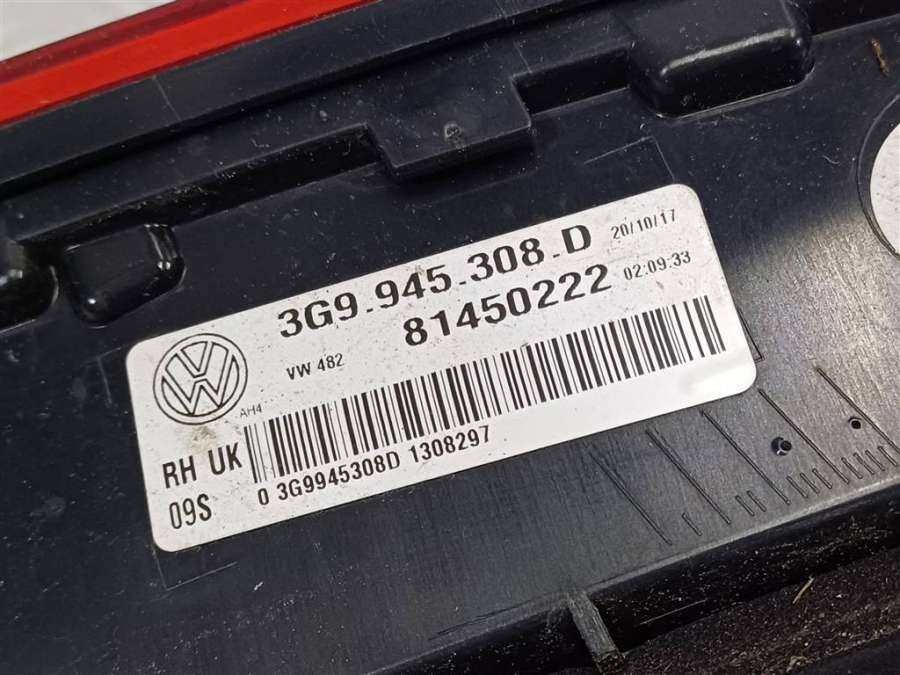 3G9.945.308.D 20/10/17
81450222 02:09:33
VW 482
AH4
RH UK
09S
0 3G9945308D 1308297